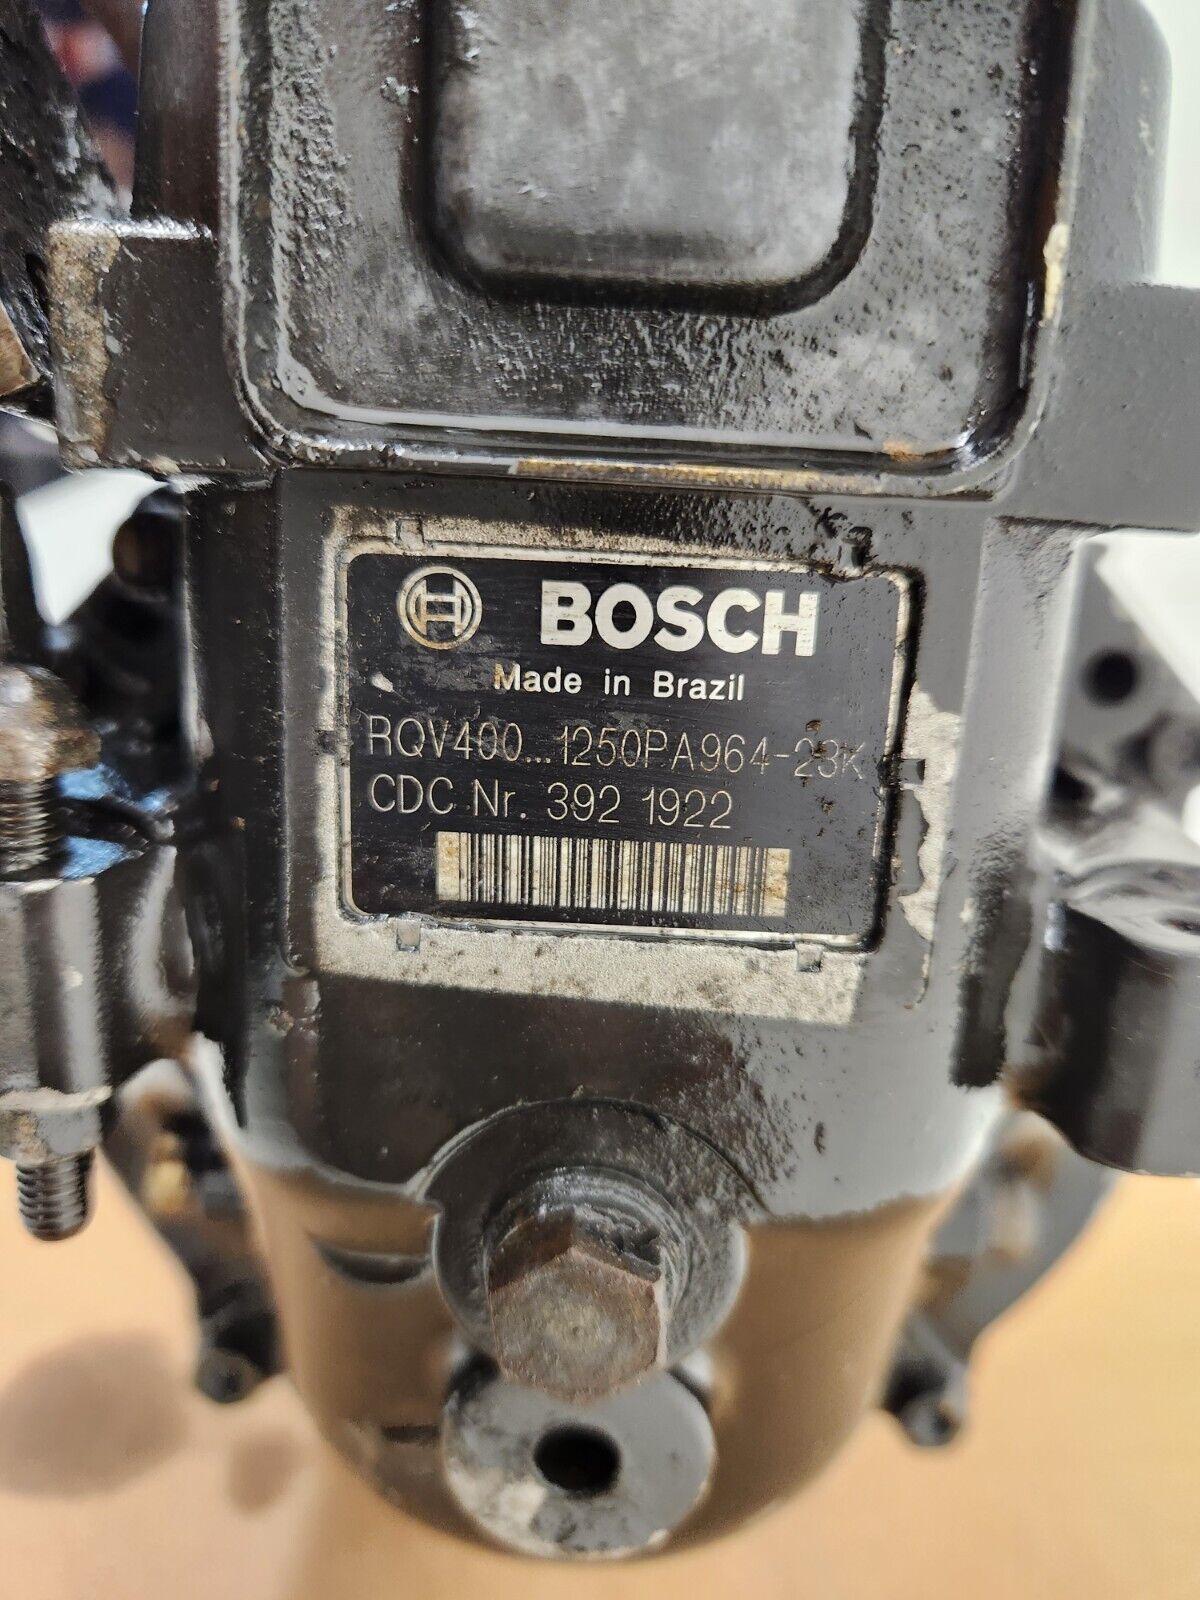 BOSCH
Made in Brazil
RQV400...1250PA964-23K
CDC Nr. 392 1922